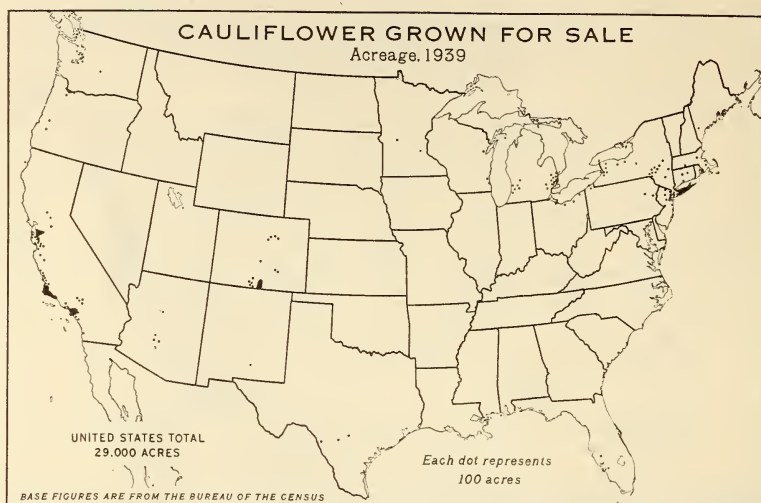 CAULIFLOWER GROWN FOR SALE
Acreage, 1939
UNITED STATES TOTAL
29,000 ACRES
Each dot represents
100 acres
BASE FIGURES ARE FROM THE BUREAU OF THE CENSUS